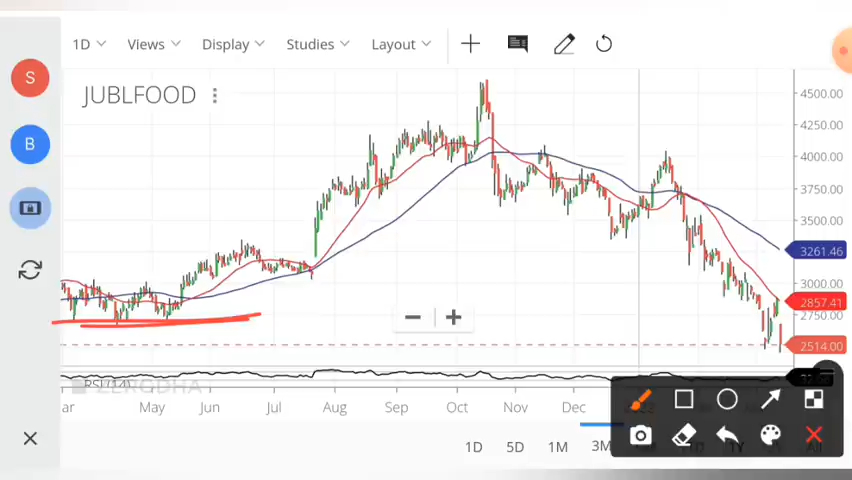 1D Views Display Studies Layout
S
JUBLFOOD
B
4500.00
4250.00
4000.00
3750.00
3500.00
3261.46
3000.00
2857.41
2750.00
2514.00
RSI(14)
ZERODHA
ar May Jun Jul Aug Sep Oct Nov Dec
1D 5D 1M 3M